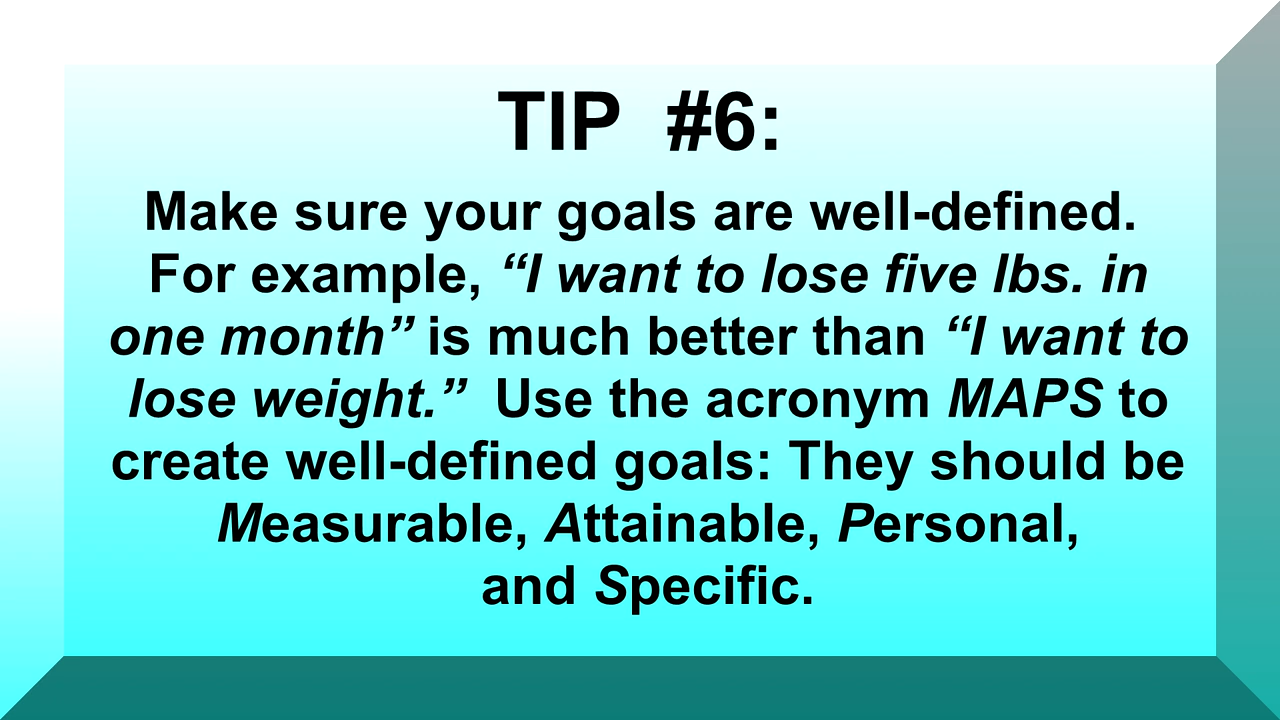 TIP  #6:
Make sure your goals are well-defined.
For example, “I want to lose five lbs. in
one month” is much better than “I want to
lose weight.”  Use the acronym MAPS to
create well-defined goals: They should be
Measurable, Attainable, Personal,
and Specific.